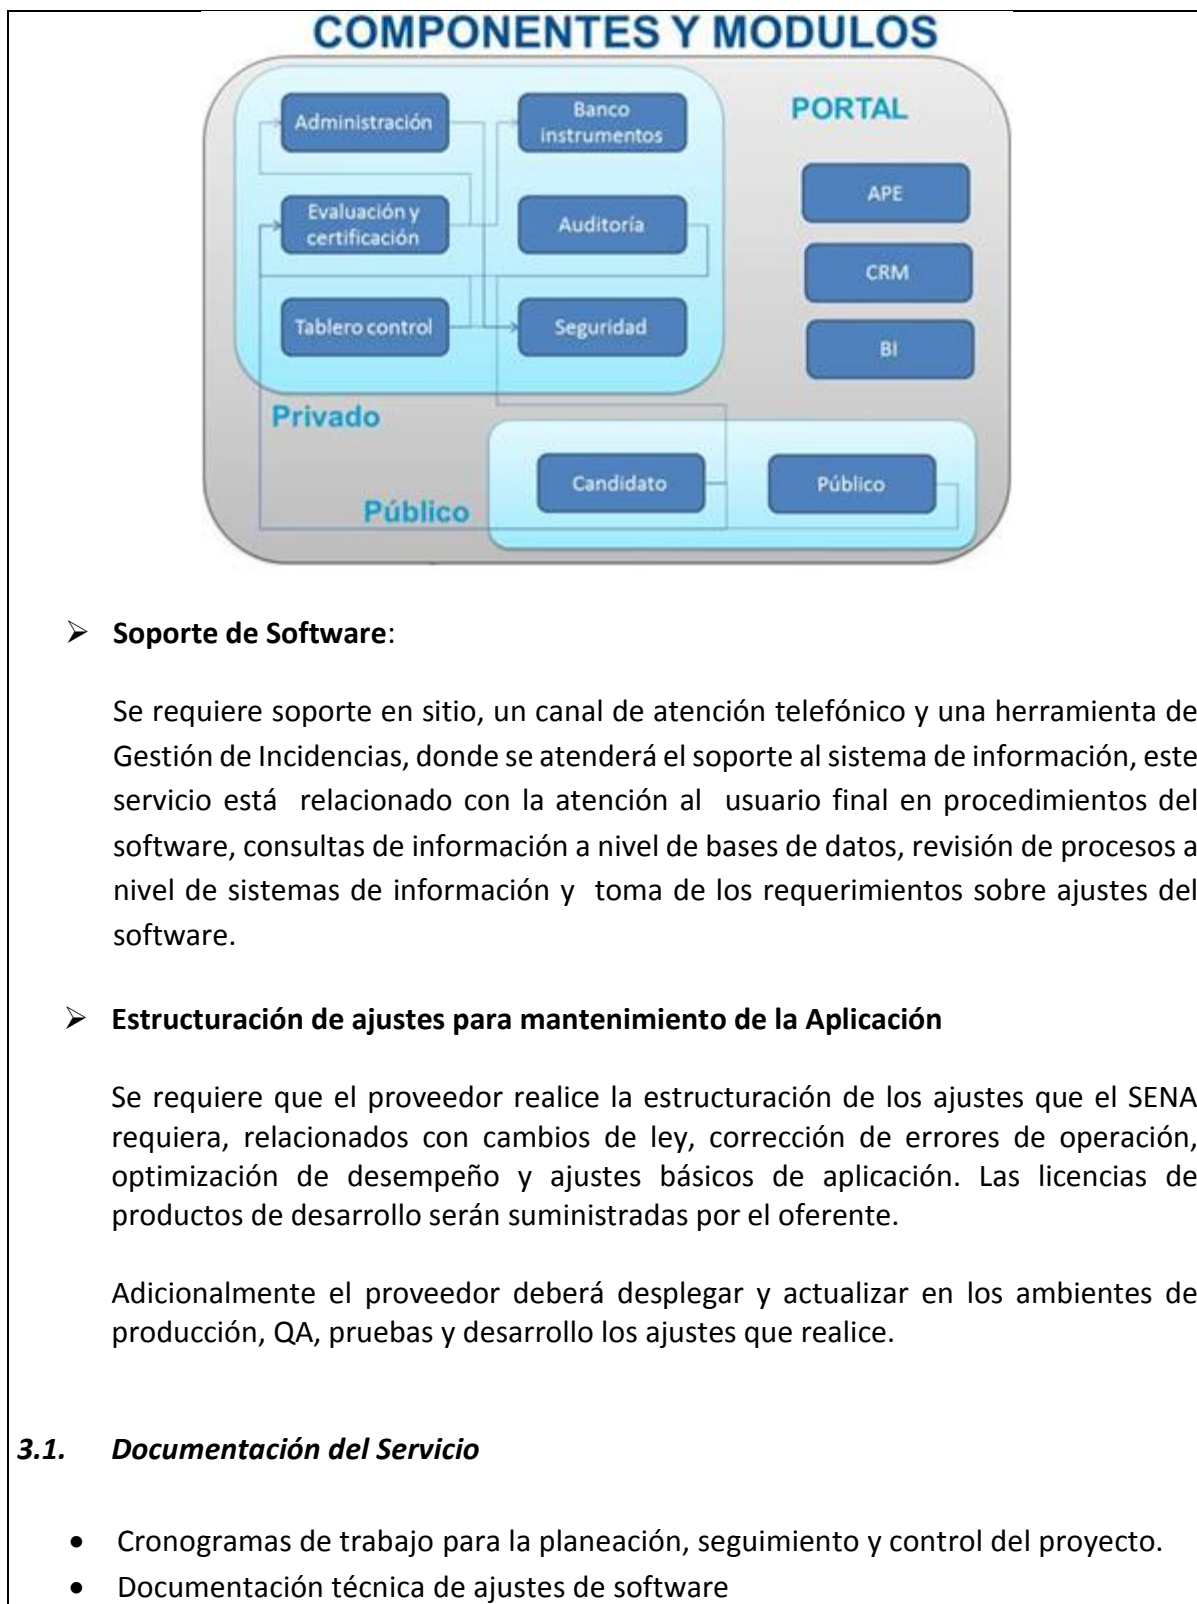 COMPONENTES Y MODULOS
Administración
Banco
instrumentos
PORTAL
Evaluación y
certificación
Auditoría
APE
CRM
Tablero control
Seguridad
BI
Privado
Candidato
Público
Público
➢ Soporte de Software:
Se requiere soporte en sitio, un canal de atención telefónico y una herramienta de
Gestión de Incidencias, donde se atenderá el soporte al sistema de información, este
servicio está relacionado con la atención al usuario final en procedimientos del
software, consultas de información a nivel de bases de datos, revisión de procesos a
nivel de sistemas de información y toma de los requerimientos sobre ajustes del
software.
➢ Estructuración de ajustes para mantenimiento de la Aplicación
Se requiere que el proveedor realice la estructuración de los ajustes que el SENA
requiera, relacionados con cambios de ley, corrección de errores de operación,
optimización de desempeño y ajustes básicos de aplicación. Las licencias de
productos de desarrollo serán suministradas por el oferente.
Adicionalmente el proveedor deberá desplegar y actualizar en los ambientes de
producción, QA, pruebas y desarrollo los ajustes que realice.
3.1. Documentación del Servicio
• Cronogramas de trabajo para la planeación, seguimiento y control del proyecto.
• Documentación técnica de ajustes de software